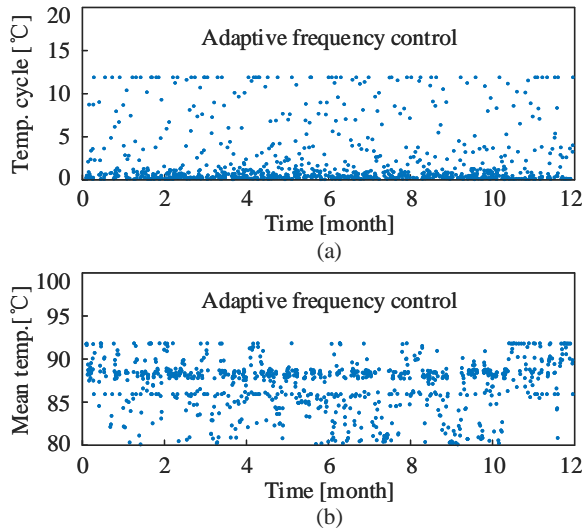 20
15
10
5
0
Temp. cycle [℃]
Adaptive frequency control
0 2 4 6 8 10 12
Time [month]
(a)
100
95
90
85
80
Mean temp.[℃]
Adaptive frequency control
0 2 4 6 8 10 12
Time [month]
(b)